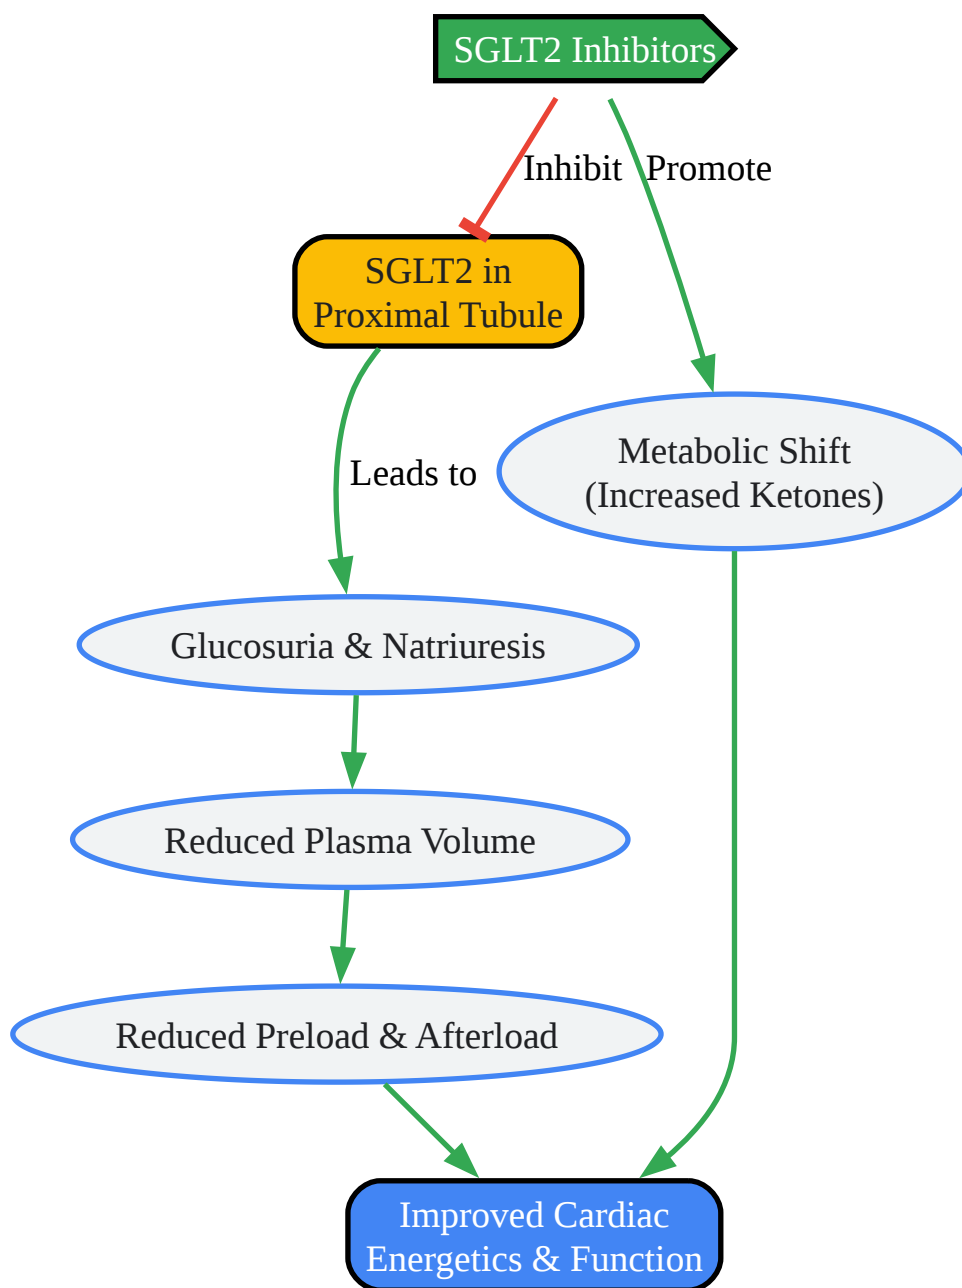 SGLT2 Inhibitors
Inhibit
Promote
SGLT2 in
Proximal Tubule
Metabolic Shift
(Increased Ketones)
Leads to
Glucosuria & Natriuresis
Reduced Plasma Volume
Reduced Preload & Afterload
Improved Cardiac
Energetics & Function